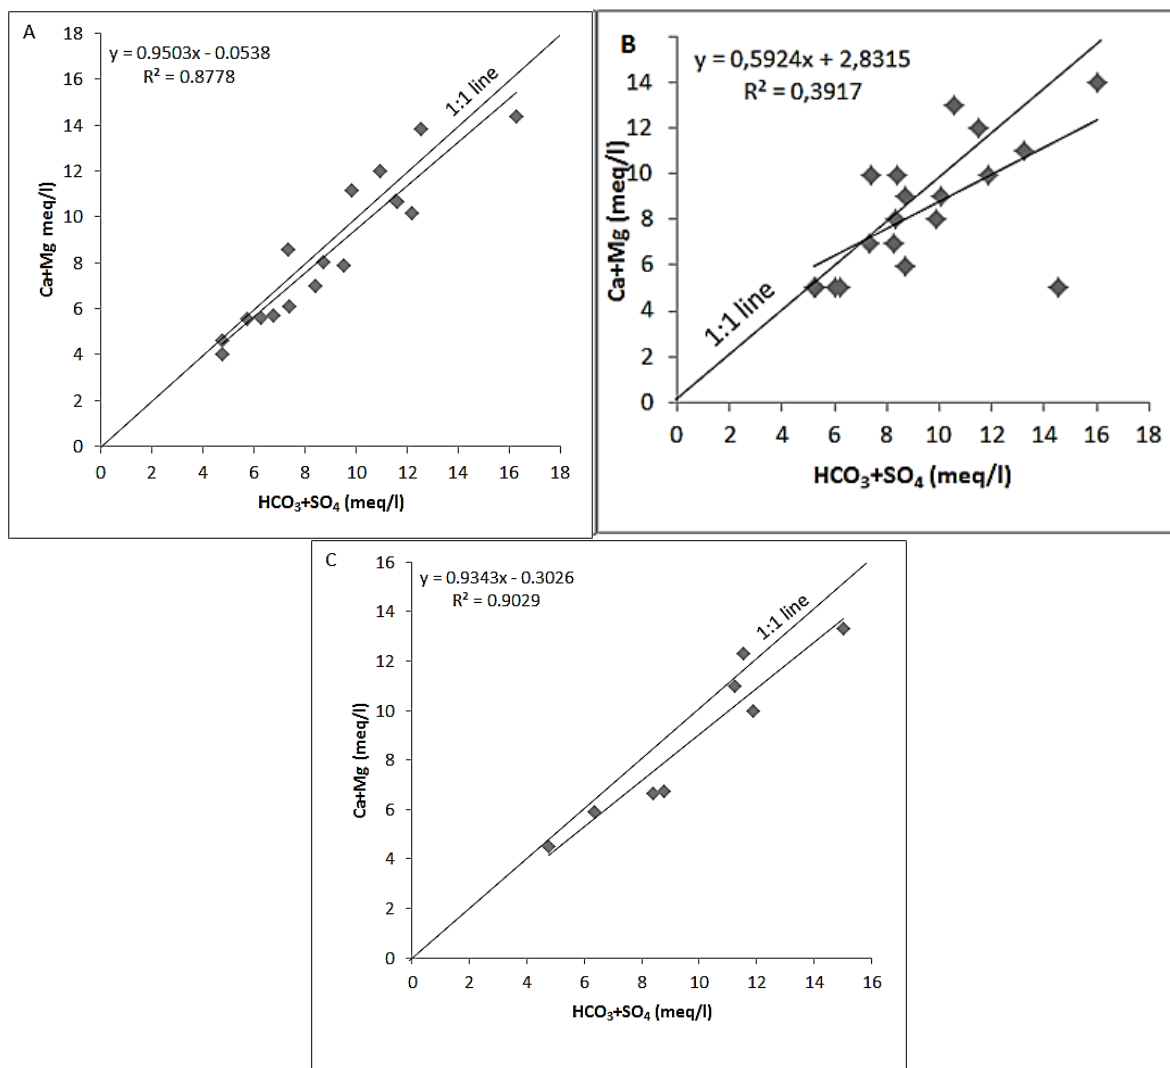 A
y = 0.9503x - 0.0538
R² = 0.8778
1:1 line
Ca+Mg meq/l)
18
16
14
12
10
8
6
4
2
0
0 2 4 6 8 10 12 14 16 18
HCO₃+SO₄ (meq/l)
B
y = 0,5924x + 2,8315
R² = 0,3917
1:1 line
Ca+Mg (meq/l)
14
12
10
8
6
4
2
0
0 2 4 6 8 10 12 14 16 18
HCO₃+SO₄ (meq/l)
C
y = 0.9343x - 0.3026
R² = 0.9029
1:1 line
Ca+Mg (meq/l)
16
14
12
10
8
6
4
2
0
0 2 4 6 8 10 12 14 16
HCO₃+SO₄ (meq/l)